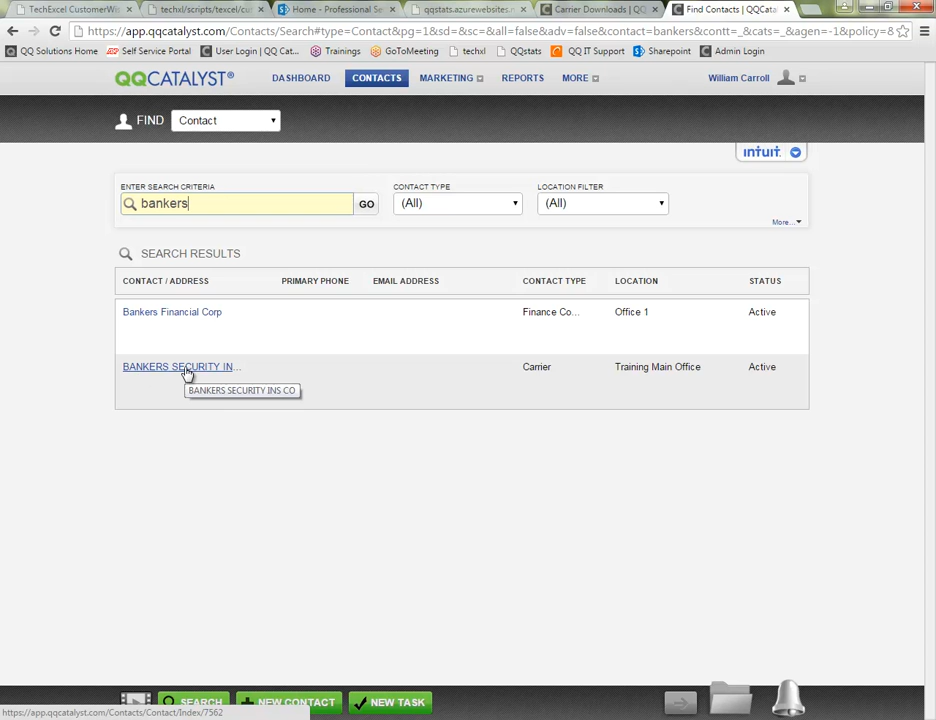 TechExcel CustomerWi
techxl/scripts/texcel/cu
Home - Professional Se
qqstats.azurewebsites.n
Carrier Downloads | QQ
Find Contacts | QQCatal
https://app.qqcatalyst.com/Contacts/Search#type=Contact&pg=1&sd=&sc=&all=false&adv=false&contact=bankers&contt=_&cats=_&agen=-1&policy=8
QQ Solutions Home
Self Service Portal
User Login | QQ Cat...
Trainings
GoToMeeting
QQstats
techxl
QQ IT Support
Sharepoint
Admin Login
QQCATALYST®
DASHBOARD
CONTACTS
MARKETING
REPORTS
MORE
William Carroll
FIND
Contact
intuit.
ENTER SEARCH CRITERIA
CONTACT TYPE
LOCATION FILTER
bankers
GO
(All)
(All)
More...
SEARCH RESULTS
CONTACT / ADDRESS PRIMARY PHONE EMAIL ADDRESS CONTACT TYPE LOCATION STATUS
Bankers Financial Corp Finance Co... Office 1 Active
BANKERS SECURITY IN... Carrier Training Main Office Active
BANKERS SECURITY INS CO
SEARCH
NEW CONTACT
NEW TASK
https://app.qqcatalyst.com/Contacts/Contact/Index/7562